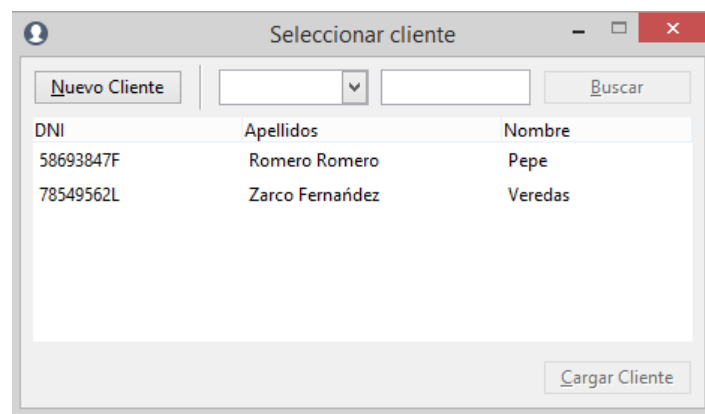 Seleccionar cliente
Nuevo Cliente Buscar
DNI Apellidos Nombre
58693847F Romero Romero Pepe
78549562L Zarco Fernańdez Veredas
Cargar Cliente